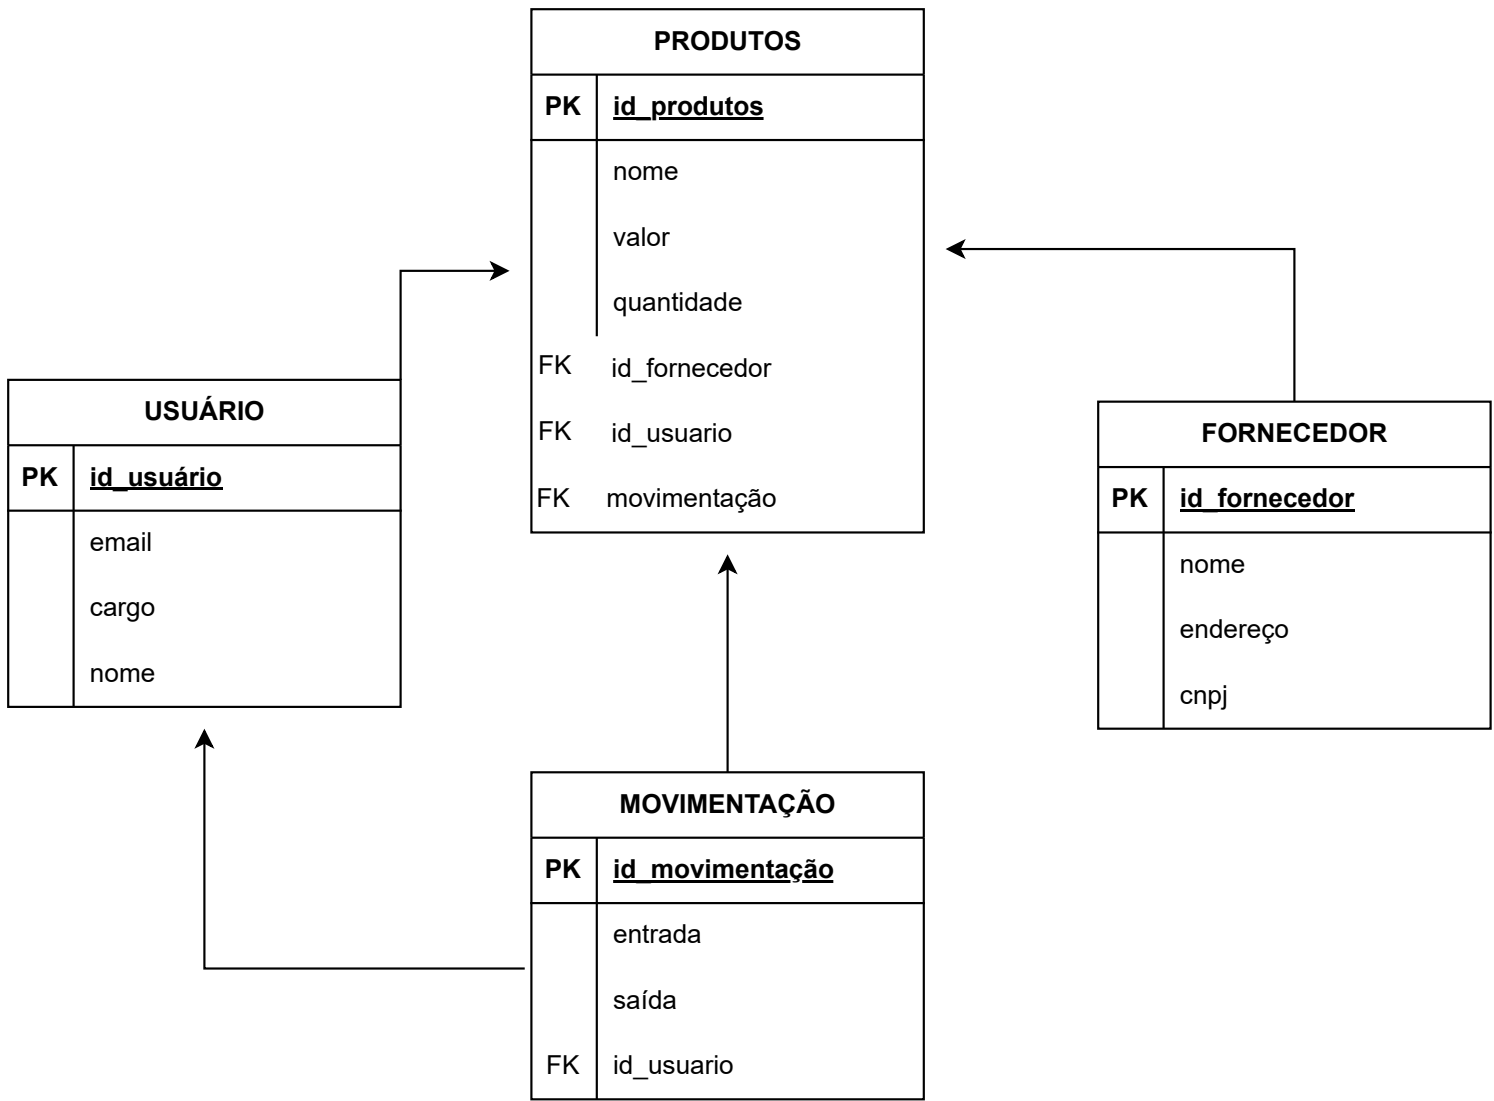 PRODUTOS
PK id_produtos
nome
valor
quantidade
FK id_fornecedor
FK id_usuario
FK movimentação
USUÁRIO
PK id_usuário
email
cargo
nome
FORNECEDOR
PK id_fornecedor
nome
endereço
cnpj
MOVIMENTAÇÃO
PK id_movimentação
entrada
saída
FK id_usuario